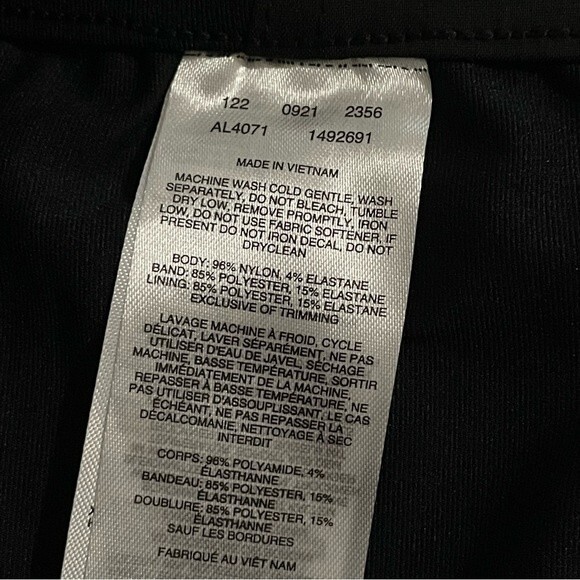 122 0921 2356
AL4071 1492691
MADE IN VIETNAM
MACHINE WASH COLD GENTLE, WASH
SEPARATELY, DO NOT BLEACH, TUMBLE
DRY LOW, REMOVE PROMPTLY, IRON
LOW, DO NOT USE FABRIC SOFTENER, IF
PRESENT DO NOT IRON DECAL, DO NOT
DRYCLEAN
BODY: 96% NYLON, 4% ELASTANE
BAND: 85% POLYESTER, 15% ELASTANE
LINING: 85% POLYESTER, 15% ELASTANE
EXCLUSIVE OF TRIMMING
LAVAGE MACHINE À FROID, CYCLE
DÉLICAT, LAVER SÉPARÉMENT, NE PAS
UTILISER D'EAU DE JAVEL, SÉCHAGE
MACHINE, BASSE TEMPÉRATURE, SORTIR
IMMÉDIATEMENT DE LA MACHINE,
REPASSER À BASSE TEMPÉRATURE, NE
PAS UTILISER D'ASSOUPLISSANT. LE CAS
ÉCHÉANT, NE PAS REPASSER LA
DÉCALCOMANIE, NETTOYAGE À SEC
INTERDIT
CORPS: 96% POLYAMIDE, 4%
ÉLASTHANNE
BANDEAU: 85% POLYESTER, 15%
ÉLASTHANNE
DOUBLURE: 85% POLYESTER, 15%
ÉLASTHANNE
SAUF LES BORDURES
FABRIQUÉ AU VIÊT NAM